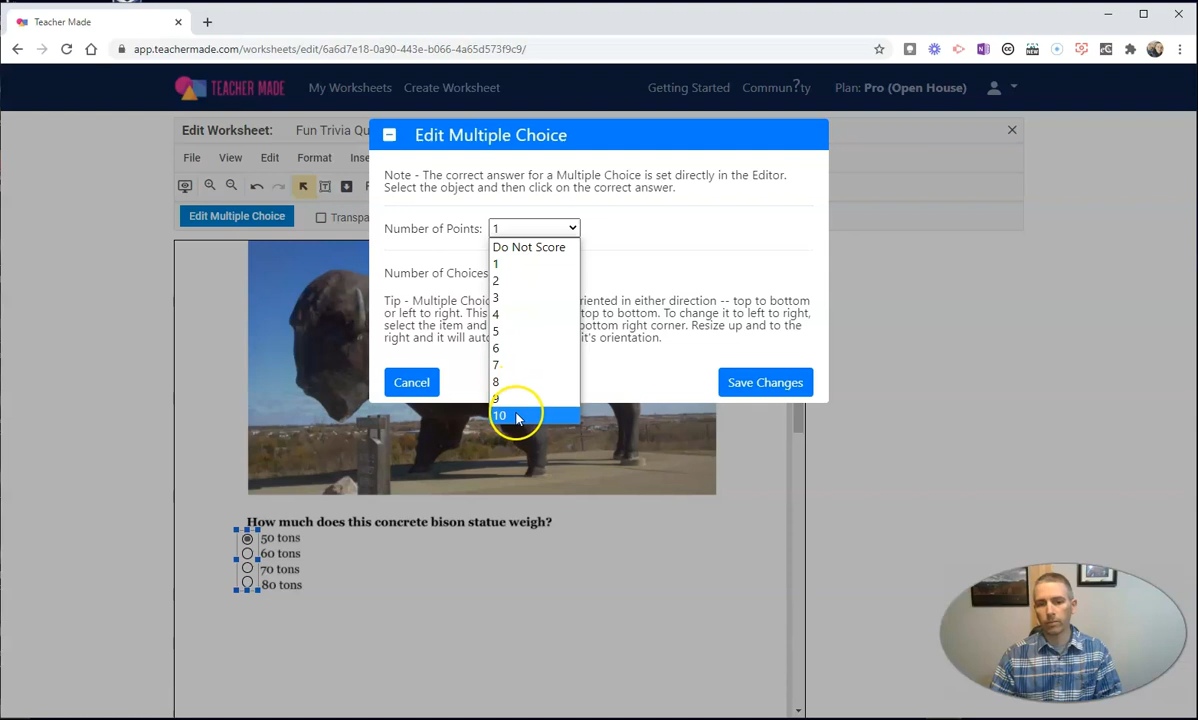 Teacher Made
app.teachermade.com/worksheets/edit/6a6d7e18-0a90-443e-b066-4a65d573f9c9/
TEACHER MADE
My Worksheets
Create Worksheet
Getting Started
Commun?ty
Plan: Pro (Open House)
Edit Worksheet:
Fun Trivia Qu
File
View
Edit
Format
Inse
Edit Multiple Choice
Transpa
Edit Multiple Choice
Note - The correct answer for a Multiple Choice is set directly in the Editor.
Select the object and then click on the correct answer.
Number of Points:
1
Do Not Score
1
2
3
4
5
6
7
8
9
10
Number of Choices
Tip - Multiple Choic
riented in either direction -- top to bottom
or left to right. This
top to bottom. To change it to left to right,
select the item and
bottom right corner. Resize up and to the
right and it will auto
it's orientation.
Cancel
Save Changes
How much does this concrete bison statue weigh?
50 tons
60 tons
70 tons
80 tons